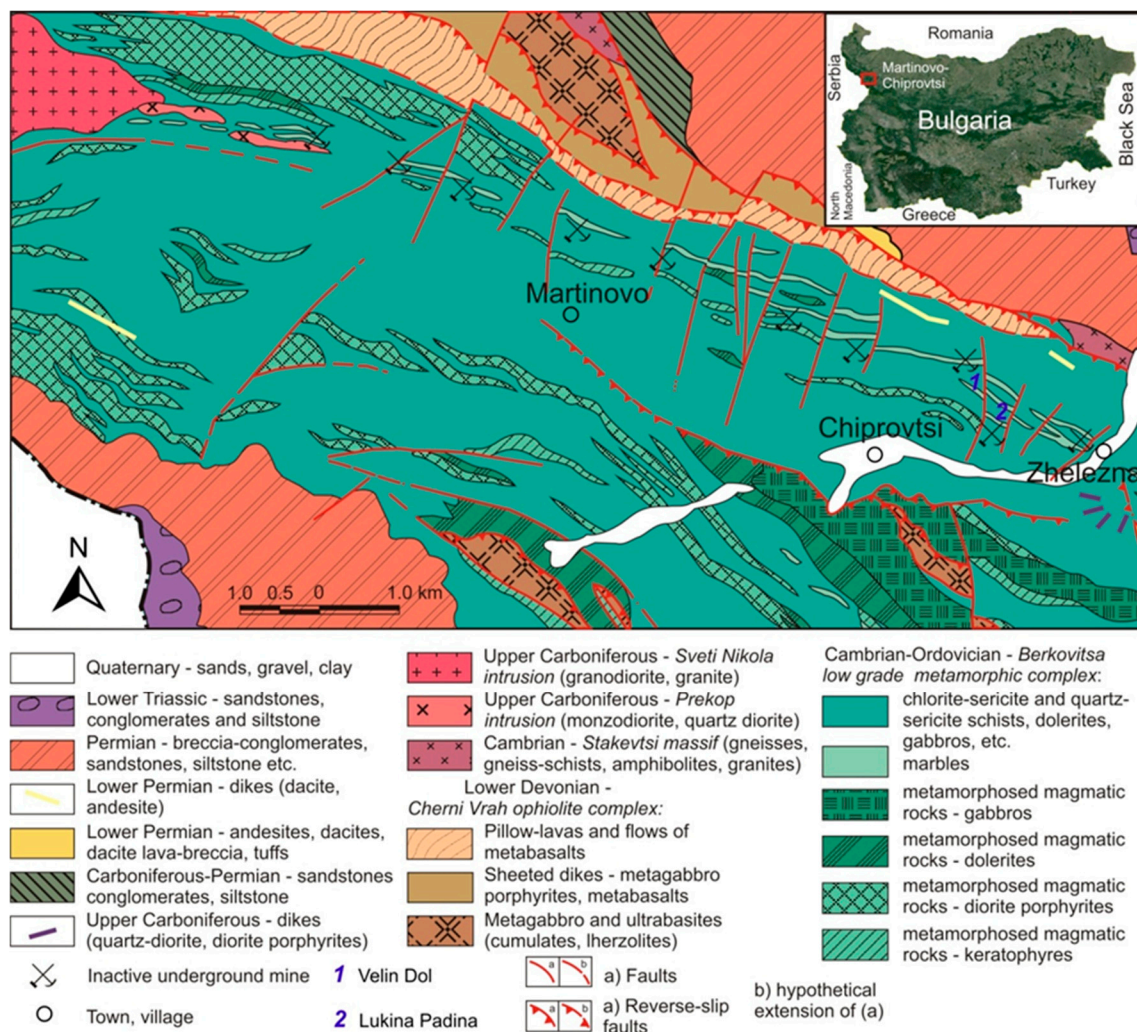 Romania
Serbia
Martinovo-
Chiprovtsi
Bulgaria
Black Sea
North
Macedonia
Turkey
Greece
Martinovo
1
2
Chiprovtsi
Zhelezna
N
1.0 0.5 0 1.0 km
Quaternary - sands, gravel, clay
Lower Triassic - sandstones,
conglomerates and siltstone
Permian - breccia-conglomerates,
sandstones, siltstone etc.
Lower Permian - dikes (dacite,
andesite)
Lower Permian - andesites, dacites,
dacite lava-breccia, tuffs
Carboniferous-Permian - sandstones
conglomerates, siltstone
Upper Carboniferous - dikes
(quartz-diorite, diorite porphyrites)
Inactive underground mine
Town, village
Upper Carboniferous - Sveti Nikola
intrusion (granodiorite, granite)
Upper Carboniferous - Prekop
intrusion (monzodiorite, quartz diorite)
Cambrian - Stakevtsi massif (gneisses,
gneiss-schists, amphibolites, granites)
Lower Devonian -
Cherni Vrah ophiolite complex:
Pillow-lavas and flows of
metabasalts
Sheeted dikes - metagabbro
porphyrites, metabasalts
Metagabbro and ultrabasites
(cumulates, lherzolites)
1 Velin Dol
2 Lukina Padina
a b
a) Faults
a b
a) Reverse-slip
faults
b) hypothetical
extension of (a)
Cambrian-Ordovician - Berkovitsa
low grade metamorphic complex:
chlorite-sericite and quartz-
sericite schists, dolerites,
gabbros, etc.
marbles
metamorphosed magmatic
rocks - gabbros
metamorphosed magmatic
rocks - dolerites
metamorphosed magmatic
rocks - diorite porphyrites
metamorphosed magmatic
rocks - keratophyres